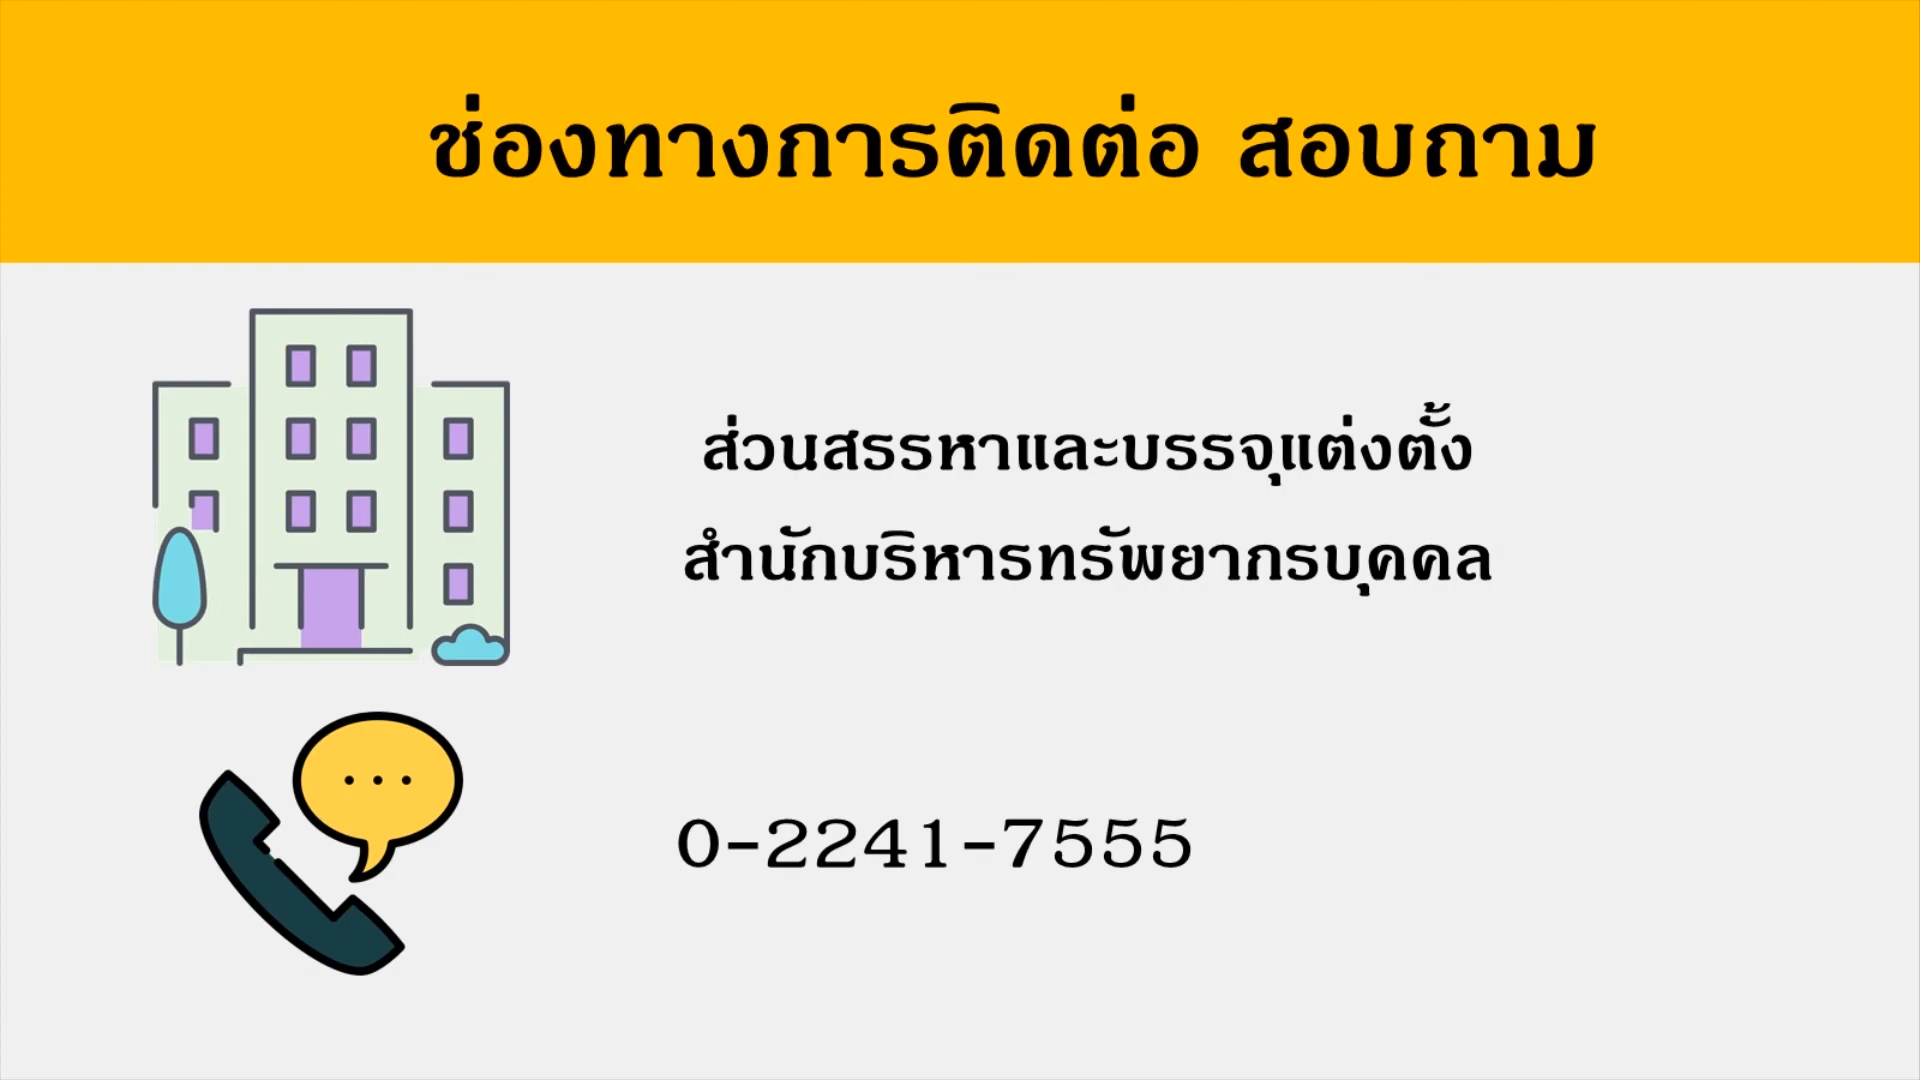 ช่องทางการติดต่อ สอบถาม
ส่วนสรรหาและบรรจุแต่งตั้ง
สำนักบริหารทรัพยากรบุคคล
0-2241-7555